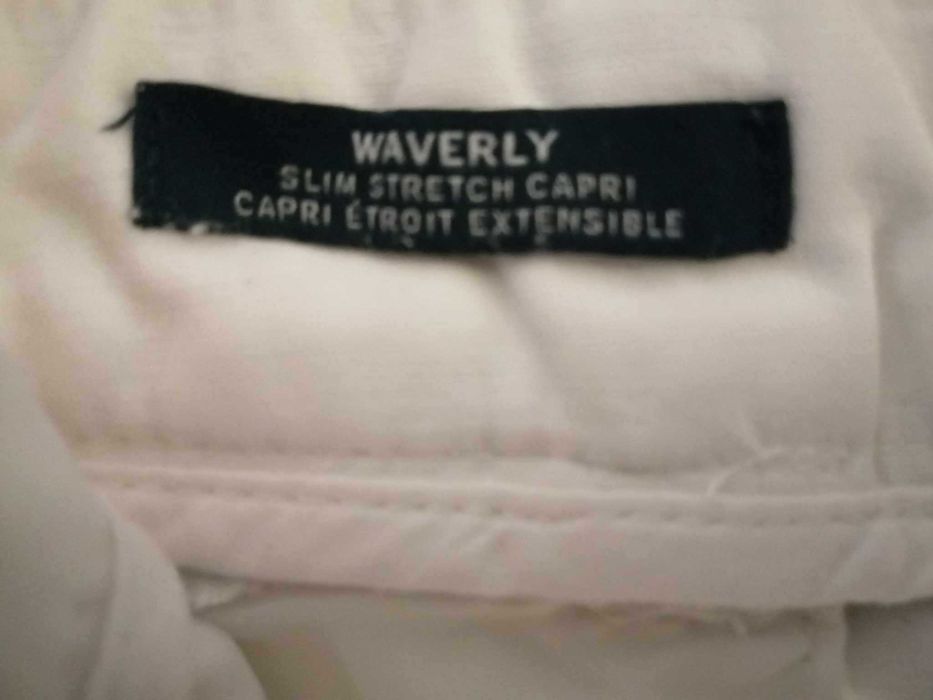 WAVERLY
SLIM STRETCH CAPRI
CAPRI ÉTROIT EXTENSIBLE